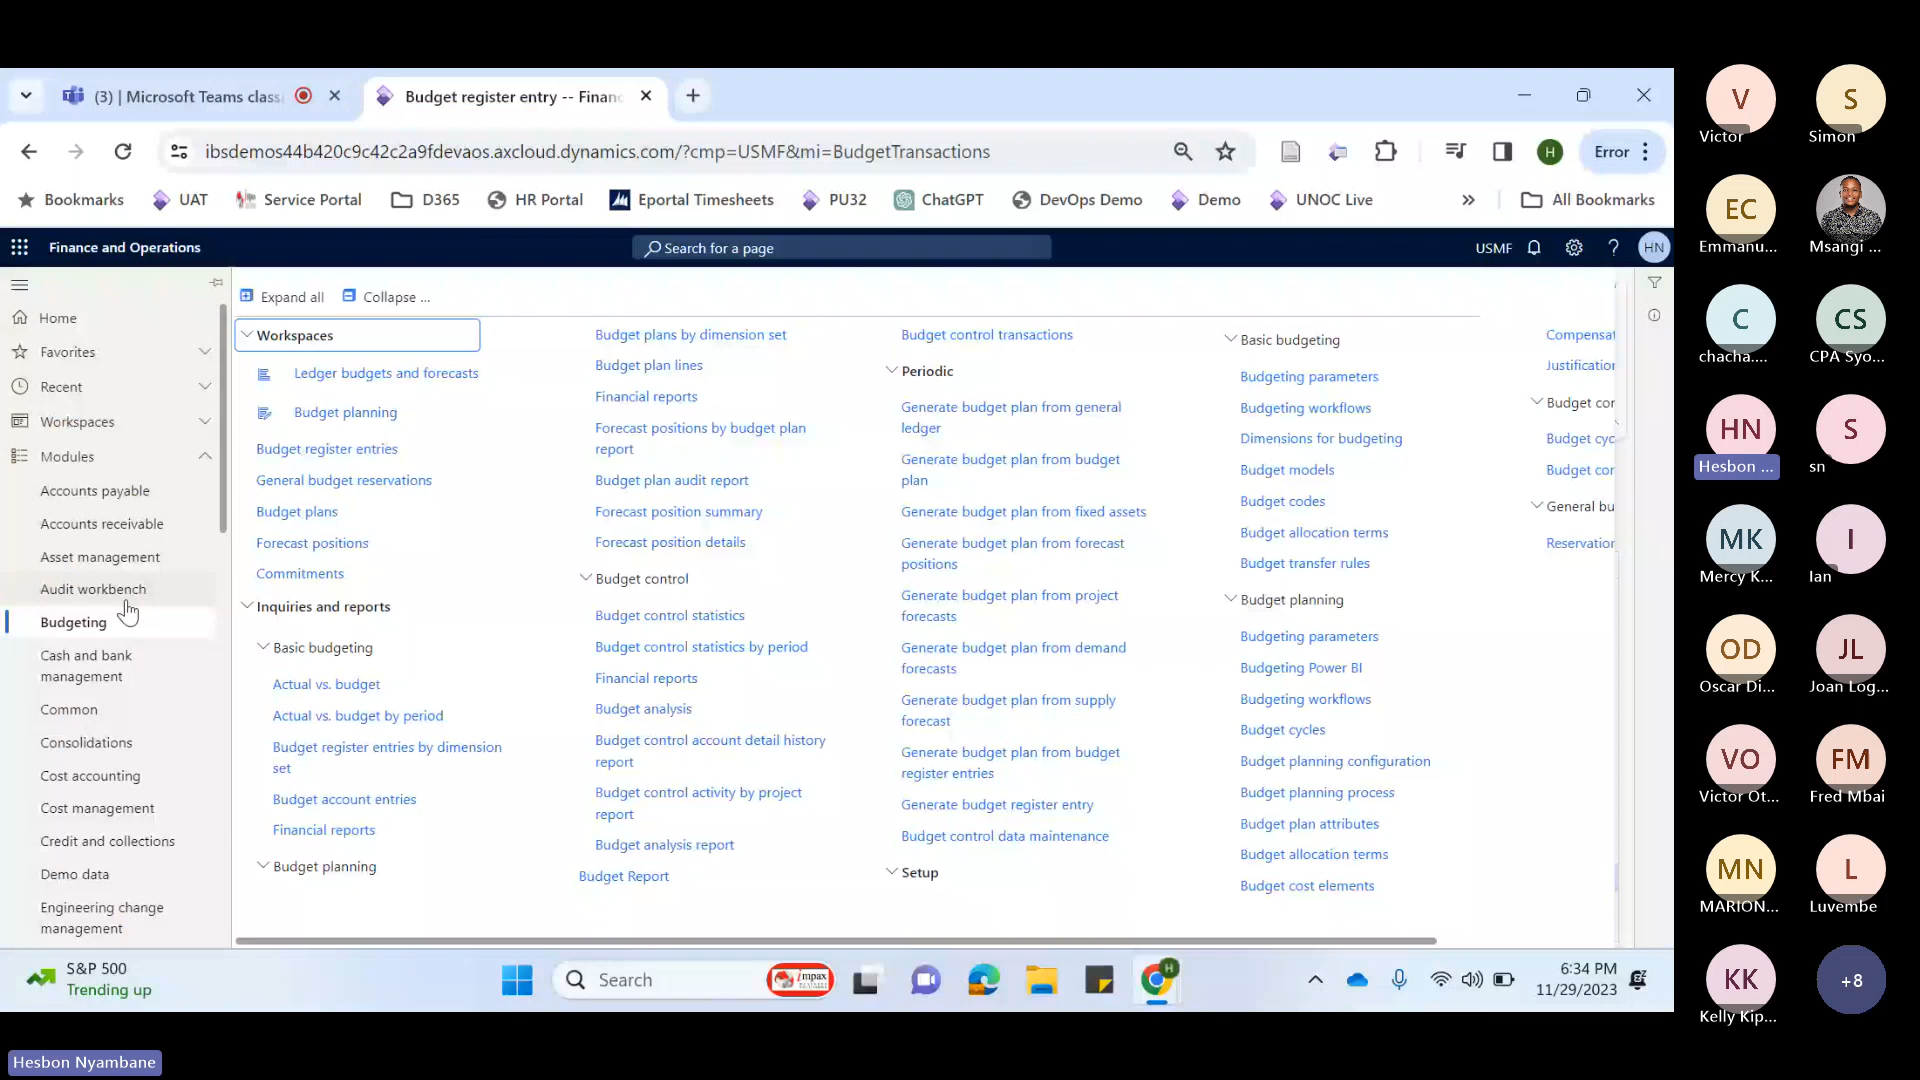 (3) | Microsoft Teams class
Budget register entry -- Financ
ibsdemos44b420c9c42c2a9fdevaos.axcloud.dynamics.com/?cmp=USMF&mi=BudgetTransactions
H
Error
Bookmarks
UAT
Service Portal
D365
HR Portal
Eportal Timesheets
PU32
ChatGPT
DevOps Demo
Demo
UNOC Live
All Bookmarks
Finance and Operations
Search for a page
USMF
HN
Home
Favorites
Recent
Workspaces
Modules
Accounts payable
Accounts receivable
Asset management
Audit workbench
Budgeting
Cash and bank
management
Common
Consolidations
Cost accounting
Cost management
Credit and collections
Demo data
Engineering change
management
Expand all
Collapse ...
Workspaces
Ledger budgets and forecasts
Budget planning
Budget register entries
General budget reservations
Budget plans
Forecast positions
Commitments
Inquiries and reports
Basic budgeting
Actual vs. budget
Actual vs. budget by period
Budget register entries by dimension
set
Budget account entries
Financial reports
Budget planning
Budget plans by dimension set
Budget plan lines
Financial reports
Forecast positions by budget plan
report
Budget plan audit report
Forecast position summary
Forecast position details
Budget control
Budget control statistics
Budget control statistics by period
Financial reports
Budget analysis
Budget control account detail history
report
Budget control activity by project
report
Budget analysis report
Budget Report
Budget control transactions
Periodic
Generate budget plan from general
ledger
Generate budget plan from budget
plan
Generate budget plan from fixed assets
Generate budget plan from forecast
positions
Generate budget plan from project
forecasts
Generate budget plan from demand
forecasts
Generate budget plan from supply
forecast
Generate budget plan from budget
register entries
Generate budget register entry
Budget control data maintenance
Setup
Basic budgeting
Budgeting parameters
Budgeting workflows
Dimensions for budgeting
Budget models
Budget codes
Budget allocation terms
Budget transfer rules
Budget planning
Budgeting parameters
Budgeting Power BI
Budgeting workflows
Budget cycles
Budget planning configuration
Budget planning process
Budget plan attributes
Budget allocation terms
Budget cost elements
Compensat
Justification
Budget con
Budget cyc
Budget con
General bu
Reservation
S&P 500
Trending up
Search
impax
H
6:34 PM
11/29/2023
V
Victor
S
Simon
EC
Emmanu...
Msangi ...
C
chacha....
CS
CPA Syo...
HN
Hesbon ...
S
sn
MK
Mercy K...
I
Ian
OD
Oscar Di...
JL
Joan Log...
VO
Victor Ot...
FM
Fred Mbai
MN
MARION...
L
Luvembe
KK
Kelly Kip...
+8
Hesbon Nyambane